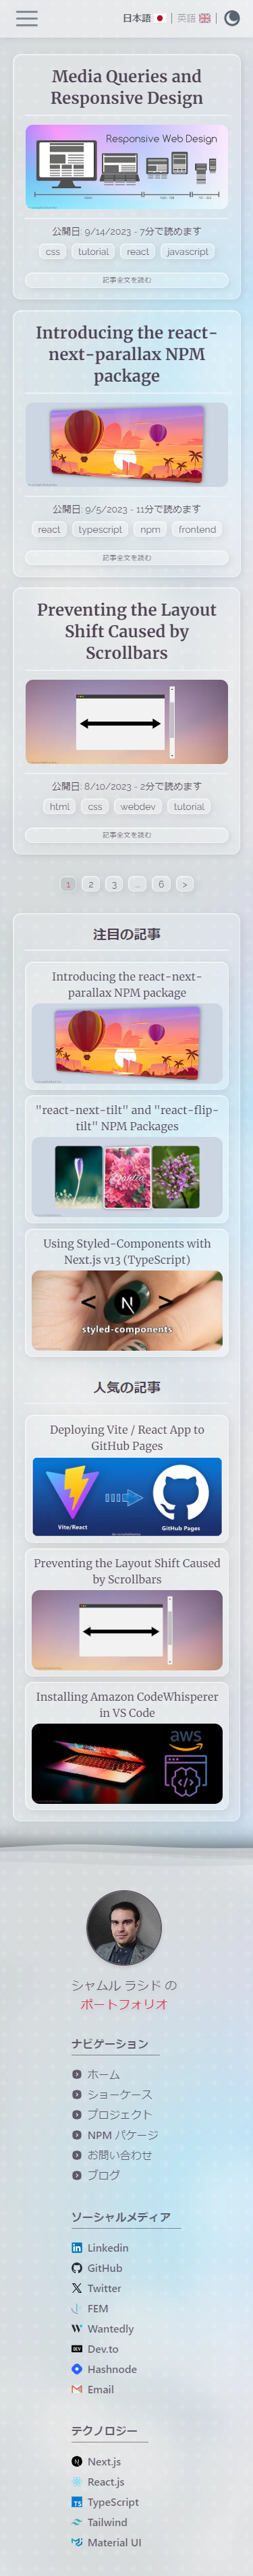 日本語 | 英語 |
Media Queries and
Responsive Design
Responsive Web Design
公開日: 9/14/2023 - 7分で読めます
css tutorial react javascript
記事全文を読む
Introducing the react-
next-parallax NPM
package
公開日: 9/5/2023 - 11分で読めます
react typescript npm frontend
記事全文を読む
Preventing the Layout
Shift Caused by
Scrollbars
公開日: 8/10/2023 - 2分で読めます
html css webdev tutorial
記事全文を読む
1 2 3 ... 6 >
注目の記事
Introducing the react-next-
parallax NPM package
"react-next-tilt" and "react-flip-
tilt" NPM Packages
Dahlia
Using Styled-Components with
Next.js v13 (TypeScript)
< N >
styled-components
人気の記事
Deploying Vite / React App to
GitHub Pages
Vite/React
GitHub Pages
Preventing the Layout Shift Caused
by Scrollbars
Installing Amazon CodeWhisperer
in VS Code
aws
シャムル ラシド の
ポートフォリオ
ナビゲーション
ホーム
ショーケース
プロジェクト
NPM パケージ
お問い合わせ
ブログ
ソーシャルメディア
Linkedin
GitHub
Twitter
FEM
Wantedly
Dev.to
Hashnode
Email
テクノロジー
Next.js
React.js
TypeScript
Tailwind
Material UI